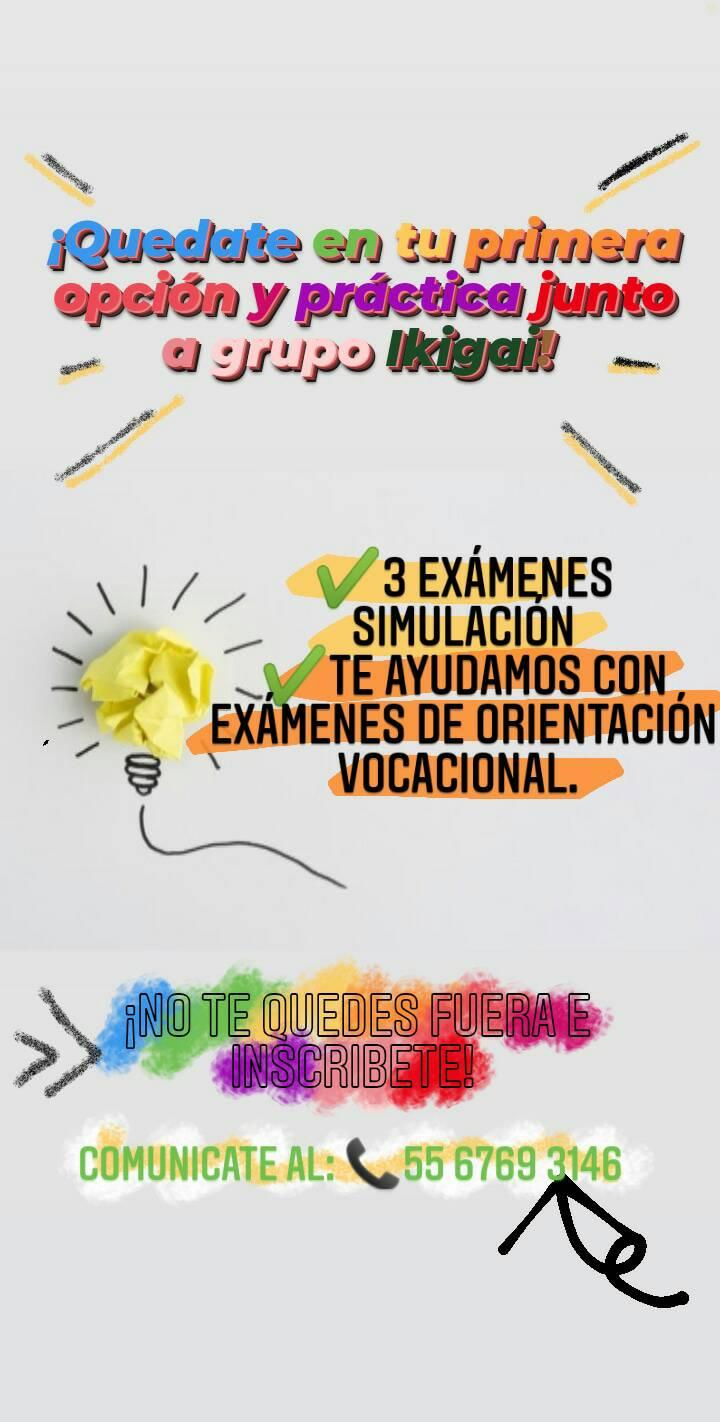 ¡Quedate en tu primera
opción y práctica junto
a grupo Ikigai!
✔ 3 EXÁMENES
SIMULACIÓN
✔ TE AYUDAMOS CON
EXÁMENES DE ORIENTACIÓN
VOCACIONAL.
¡NO TE QUEDES FUERA E
INSCRIBETE!
COMUNICATE AL: 📞 55 6769 3146